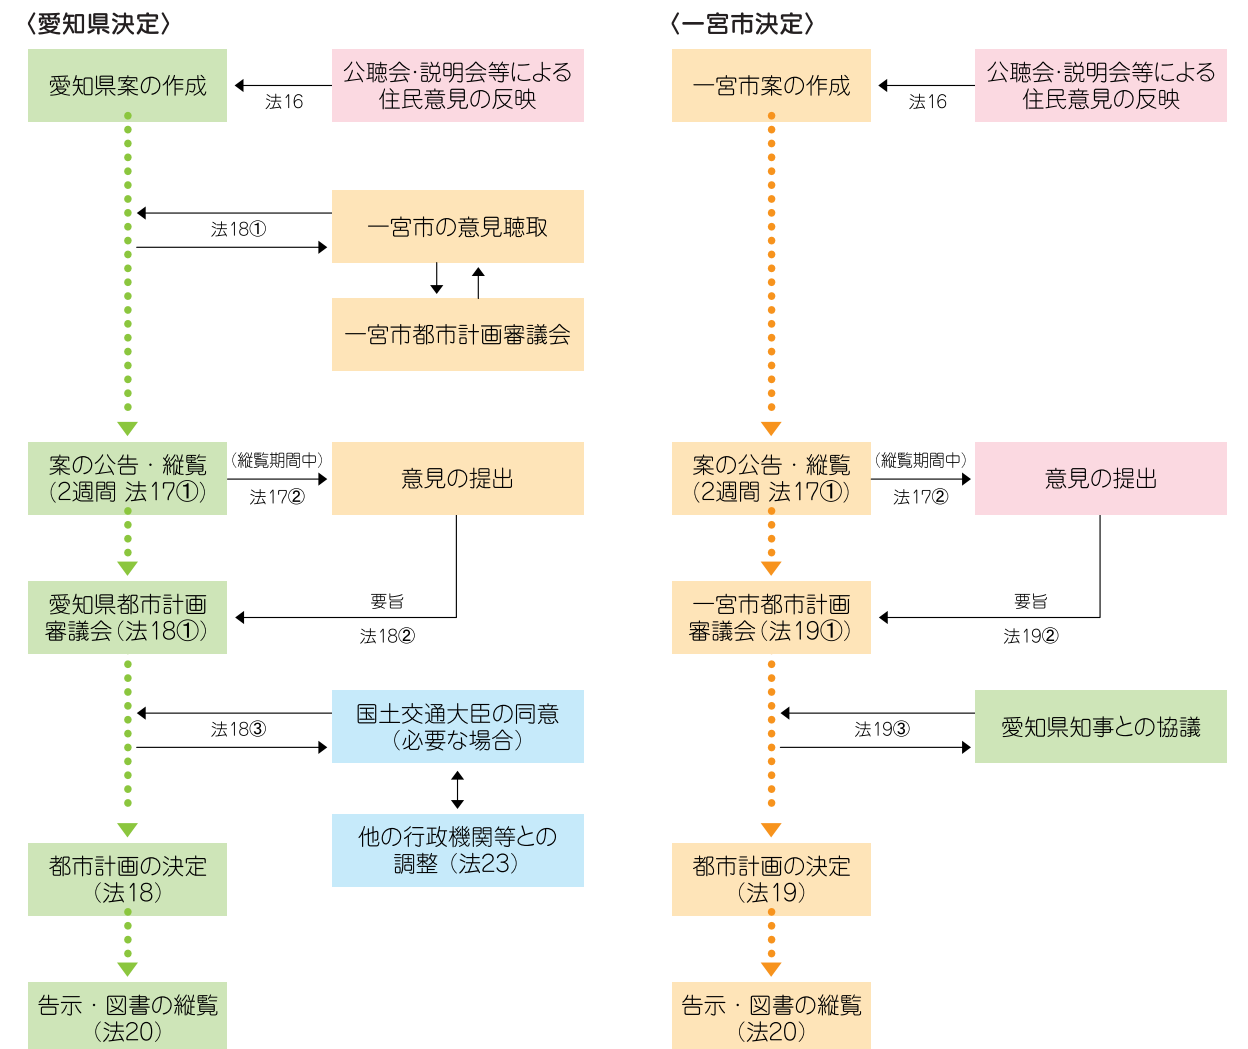 〈愛知県決定〉
愛知県案の作成
法16
公聴会･説明会等による
住民意見の反映
法18①
一宮市の意見聴取
一宮市都市計画審議会
案の公告・縦覧
（2週間 法17①）
（縦覧期間中）
法17②
意見の提出
愛知県都市計画
審議会（法18①）
要旨
法18②
法18③
国土交通大臣の同意
（必要な場合）
他の行政機関等との
調整（法23）
都市計画の決定
（法18）
告示・図書の縦覧
（法20）
〈一宮市決定〉
一宮市案の作成
法16
公聴会･説明会等による
住民意見の反映
案の公告・縦覧
（2週間 法17①）
（縦覧期間中）
法17②
意見の提出
一宮市都市計画
審議会（法19①）
要旨
法19②
法19③
愛知県知事との協議
都市計画の決定
（法19）
告示・図書の縦覧
（法20）